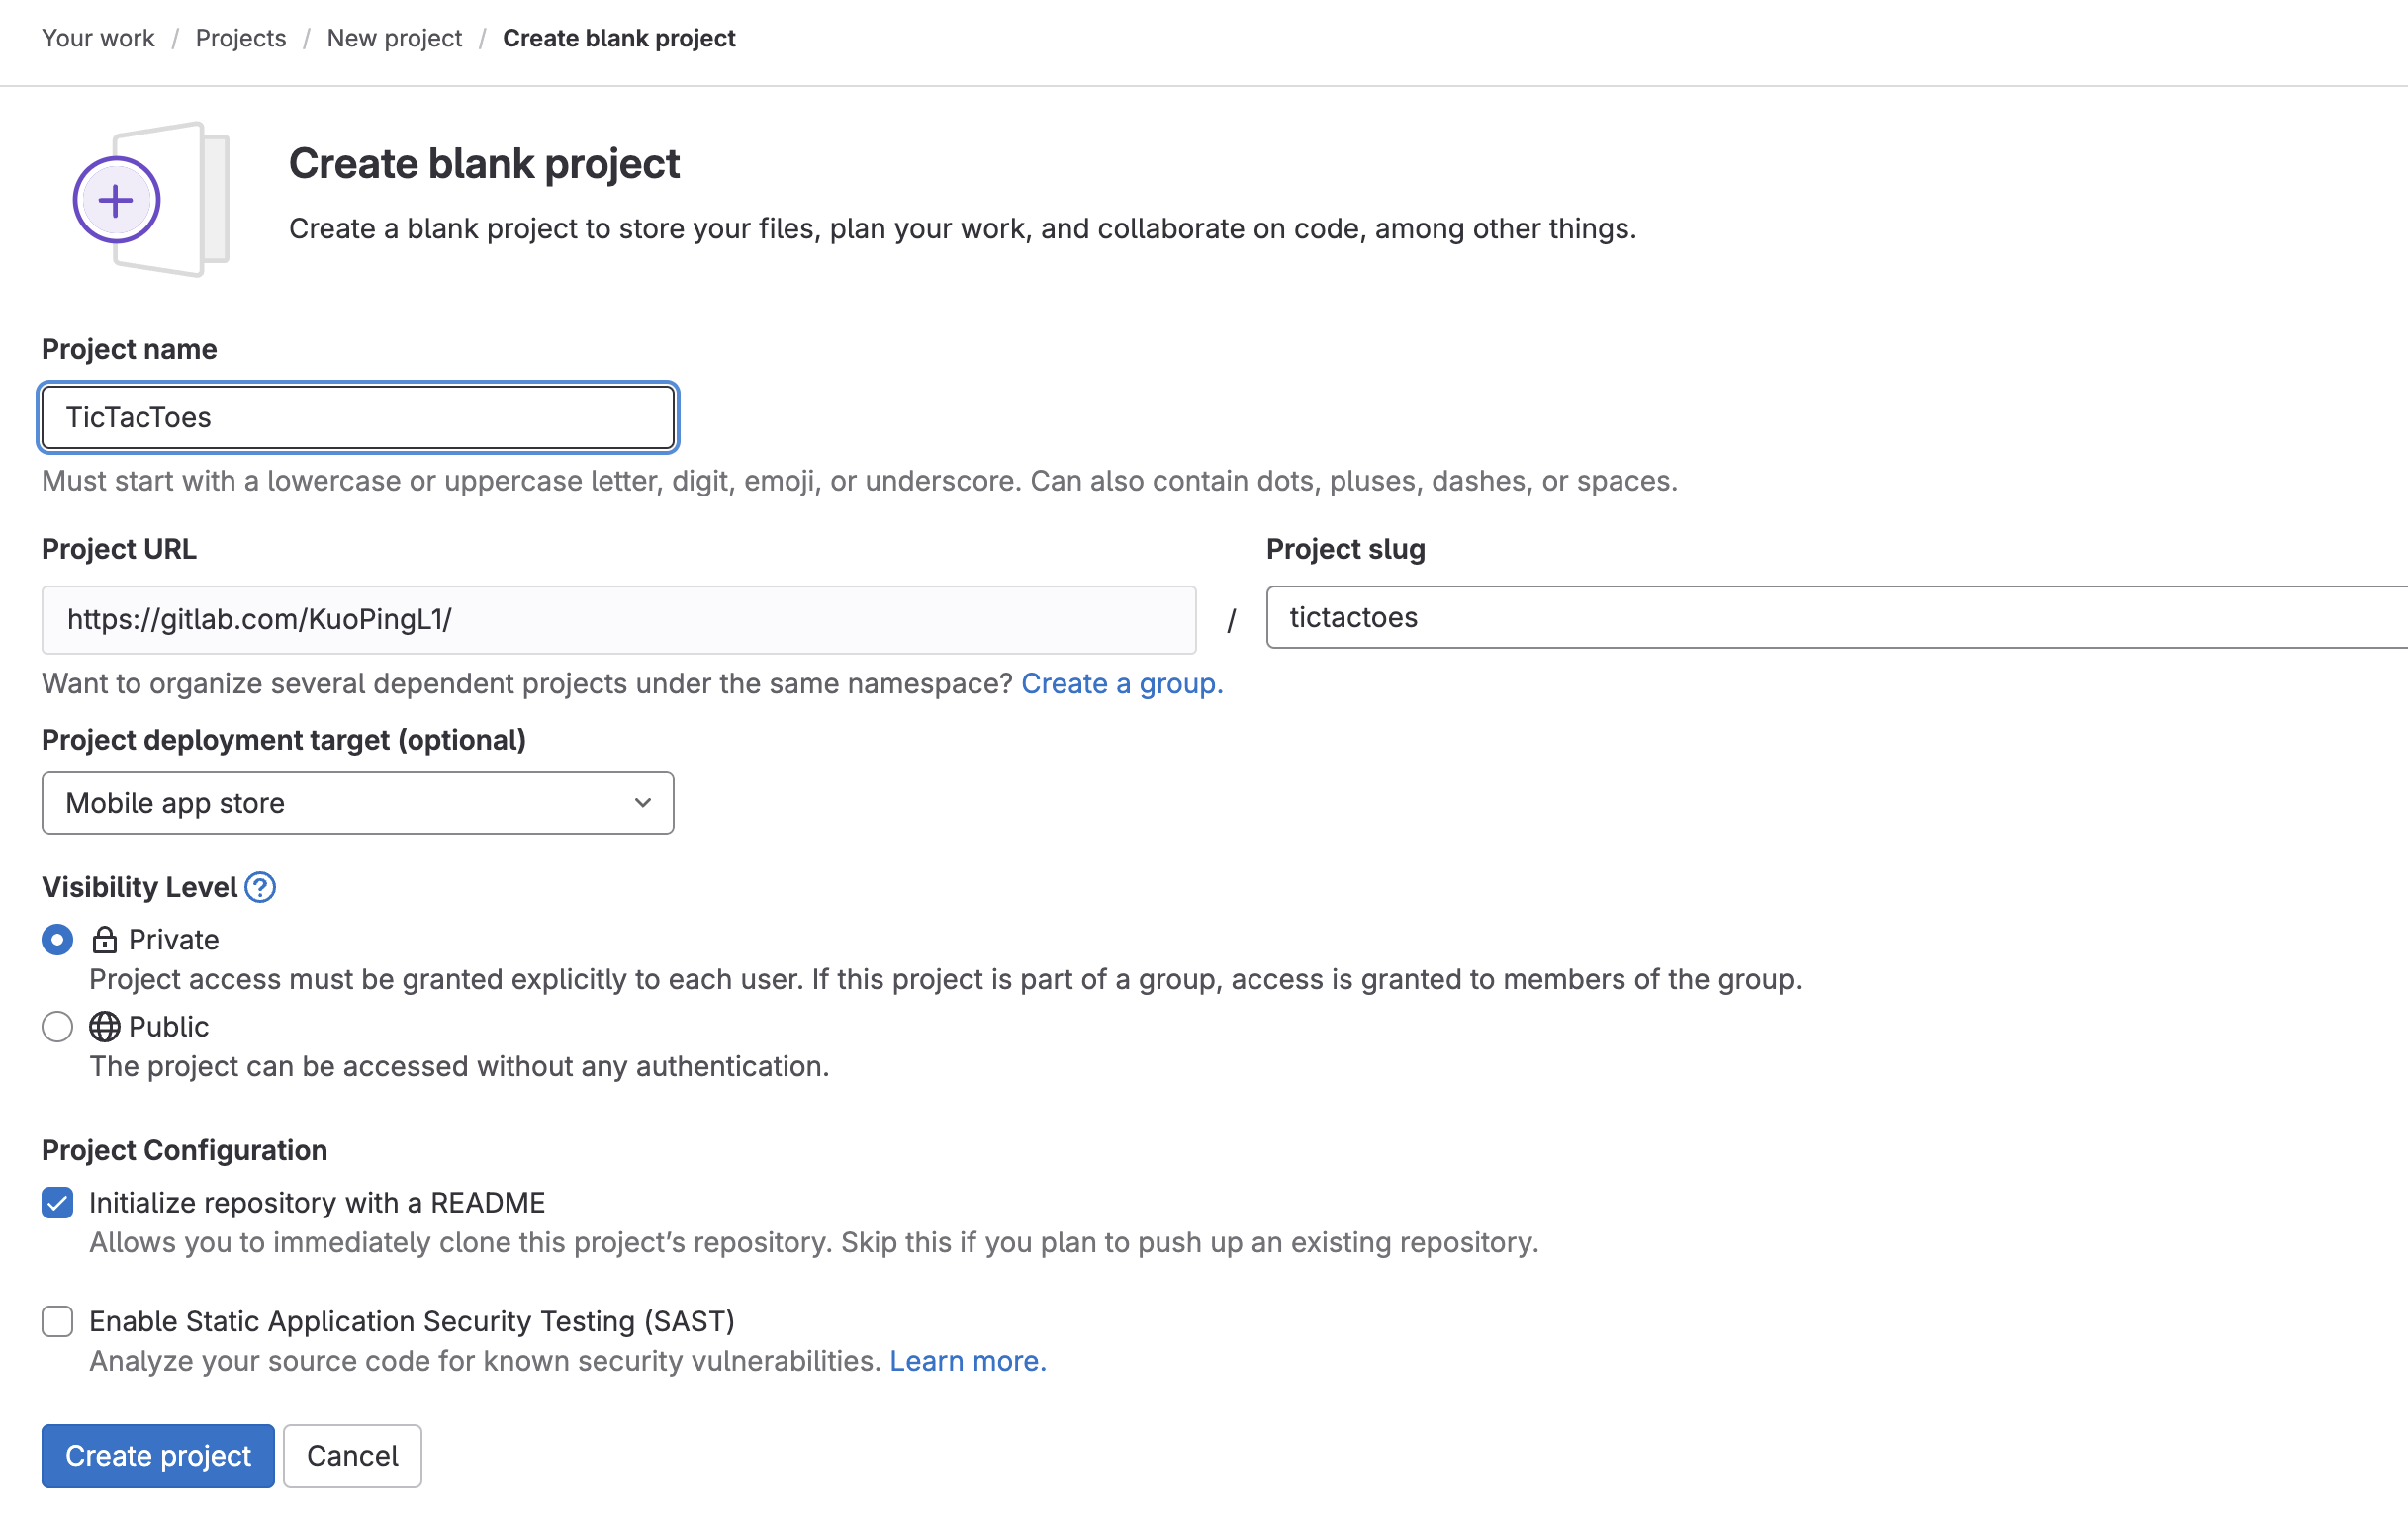 Your work / Projects / New project / Create blank project
Create blank project
Create a blank project to store your files, plan your work, and collaborate on code, among other things.
Project name
TicTacToes
Must start with a lowercase or uppercase letter, digit, emoji, or underscore. Can also contain dots, pluses, dashes, or spaces.
Project URL
Project slug
https://gitlab.com/KuoPingL1/ / tictactoes
Want to organize several dependent projects under the same namespace? Create a group.
Project deployment target (optional)
Mobile app store
Visibility Level ?
Private
Project access must be granted explicitly to each user. If this project is part of a group, access is granted to members of the group.
Public
The project can be accessed without any authentication.
Project Configuration
Initialize repository with a README
Allows you to immediately clone this project’s repository. Skip this if you plan to push up an existing repository.
Enable Static Application Security Testing (SAST)
Analyze your source code for known security vulnerabilities. Learn more.
Create project
Cancel